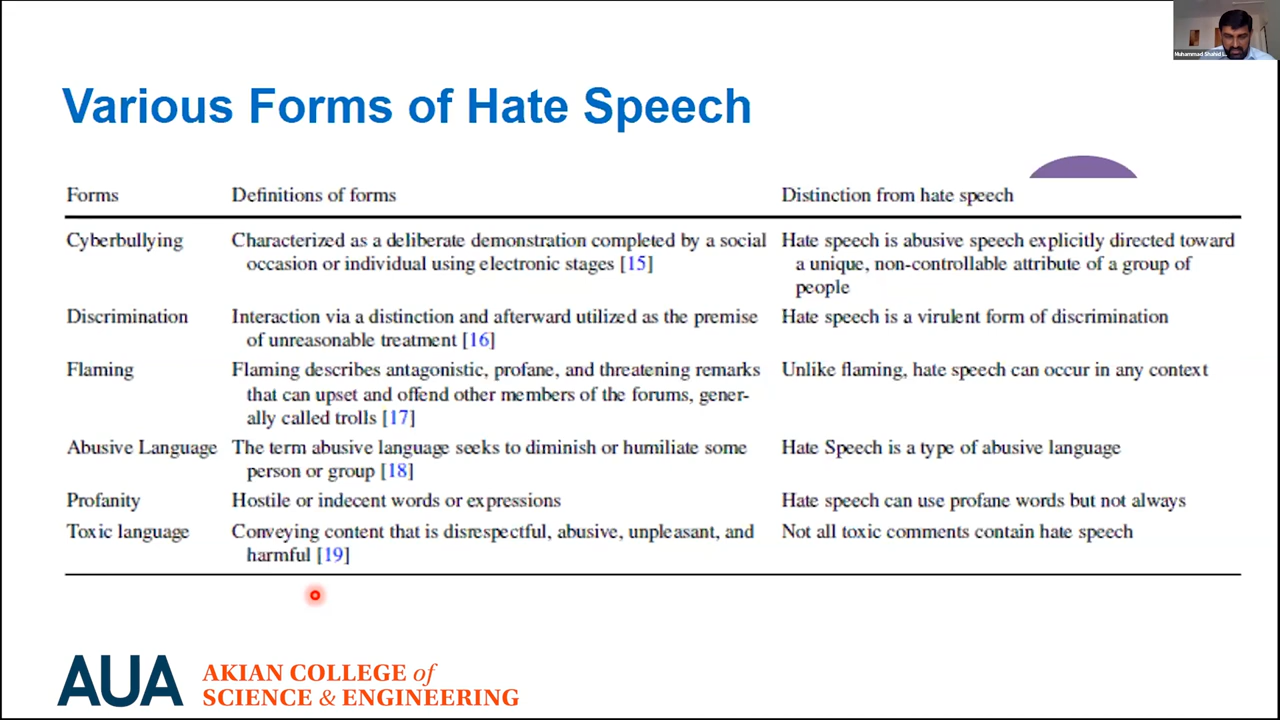 Muhammad Shahid
Various Forms of Hate Speech
Forms Definitions of forms Distinction from hate speech
Cyberbullying Characterized as a deliberate demonstration completed by a social Hate speech is abusive speech explicitly directed toward
occasion or individual using electronic stages [15] a unique, non-controllable attribute of a group of
people
Discrimination Interaction via a distinction and afterward utilized as the premise Hate speech is a virulent form of discrimination
of unreasonable treatment [16]
Flaming Flaming describes antagonistic, profane, and threatening remarks Unlike flaming, hate speech can occur in any context
that can upset and offend other members of the forums, gener-
ally called trolls [17]
Abusive Language The term abusive language seeks to diminish or humiliate some Hate Speech is a type of abusive language
person or group [18]
Profanity Hostile or indecent words or expressions Hate speech can use profane words but not always
Toxic language Conveying content that is disrespectful, abusive, unpleasant, and Not all toxic comments contain hate speech
harmful [19]
AUA AKIAN COLLEGE of
SCIENCE & ENGINEERING